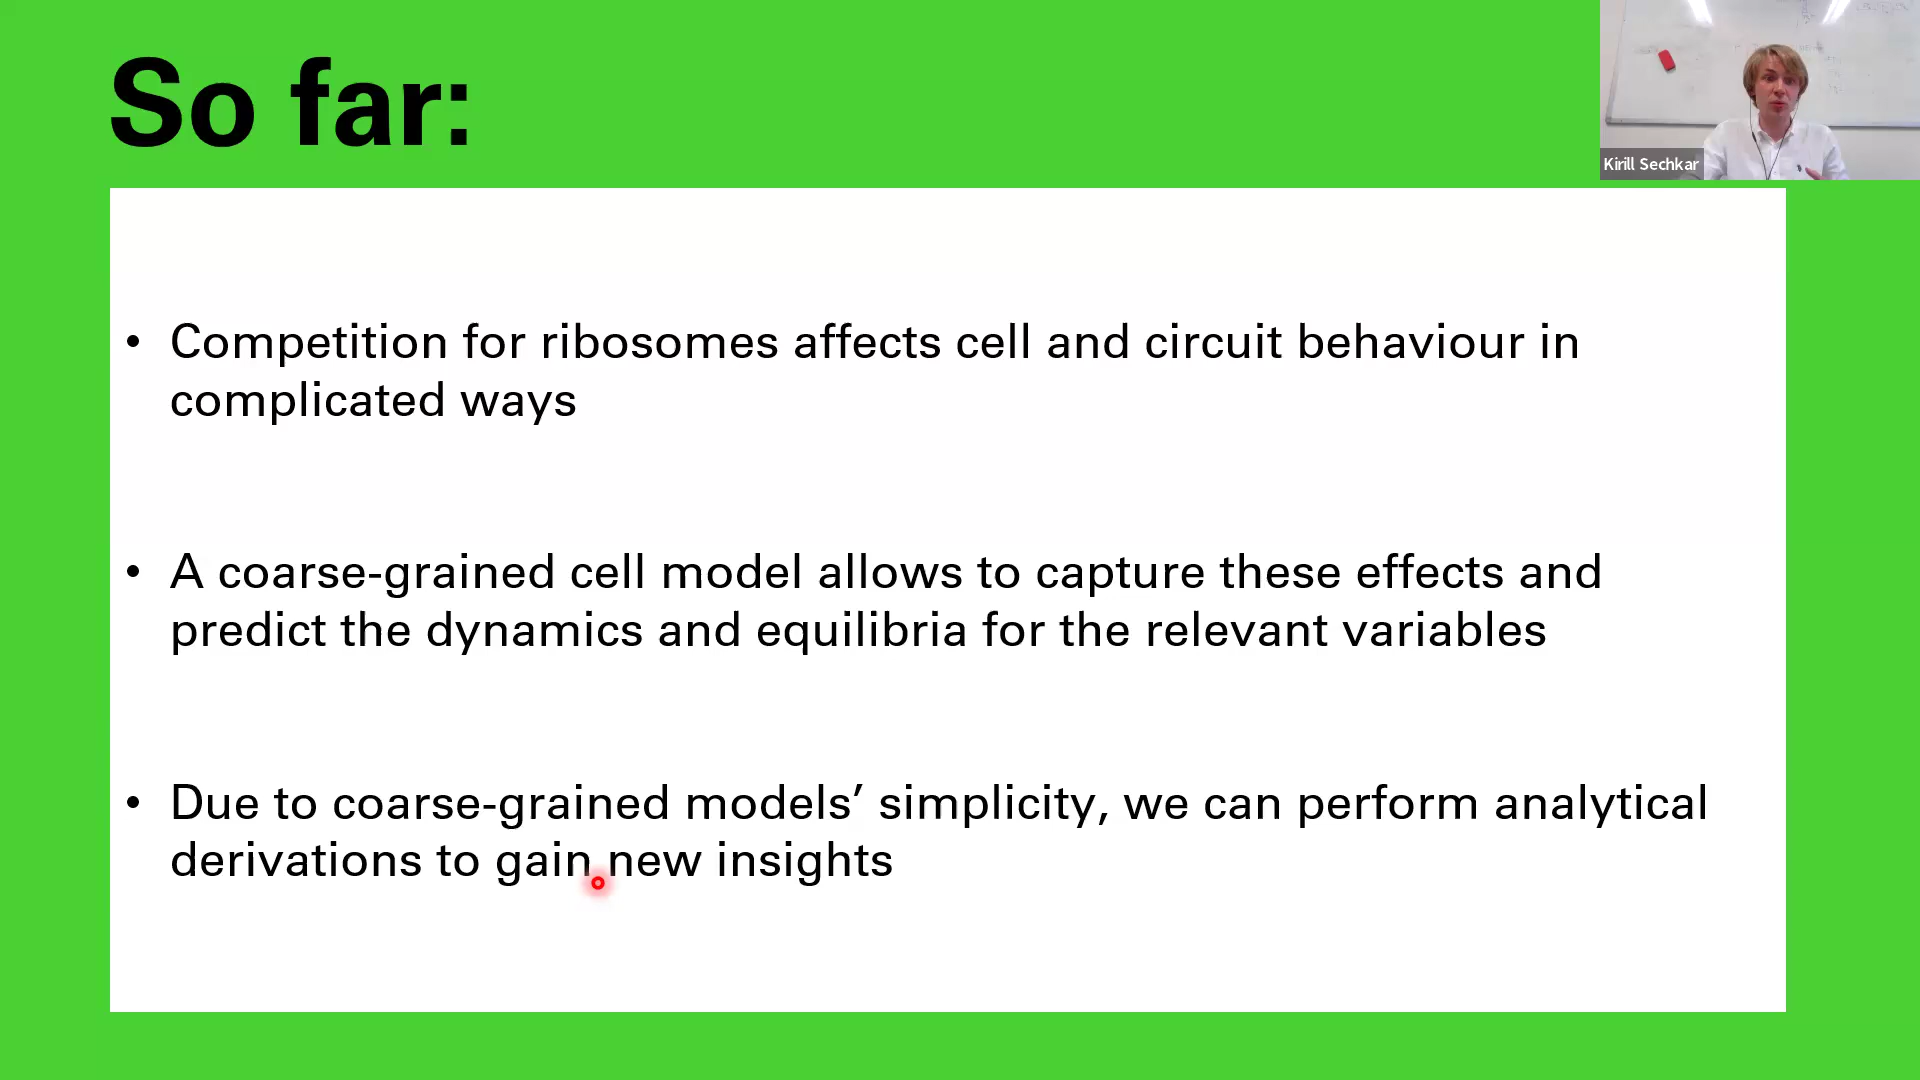 So far:
Kirill Sechkar
• Competition for ribosomes affects cell and circuit behaviour in
complicated ways
• A coarse-grained cell model allows to capture these effects and
predict the dynamics and equilibria for the relevant variables
• Due to coarse-grained models’ simplicity, we can perform analytical
derivations to gain new insights